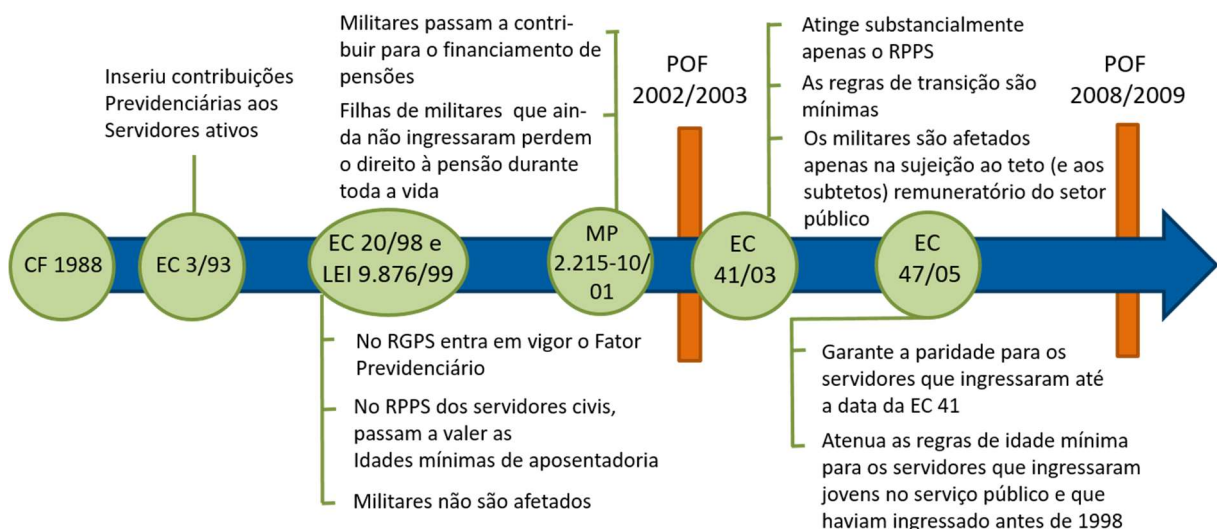 CF 1988
Inseriu contribuições
Previdenciárias aos
Servidores ativos
EC 3/93
EC 20/98 e
LEI 9.876/99
No RGPS entra em vigor o Fator
Previdenciário
No RPPS dos servidores civis,
passam a valer as
Idades mínimas de aposentadoria
Militares não são afetados
Militares passam a contri-
buir para o financiamento de
pensões
Filhas de militares que ain-
da não ingressaram perdem
o direito à pensão durante
toda a vida
MP
2.215-10/
01
POF
2002/2003
EC
41/03
Atinge substancialmente
apenas o RPPS
As regras de transição são
mínimas
Os militares são afetados
apenas na sujeição ao teto (e aos
subtetos) remuneratório do setor
público
EC
47/05
Garante a paridade para os
servidores que ingressaram até
a data da EC 41
Atenua as regras de idade mínima
para os servidores que ingressaram
jovens no serviço público e que
haviam ingressado antes de 1998
POF
2008/2009